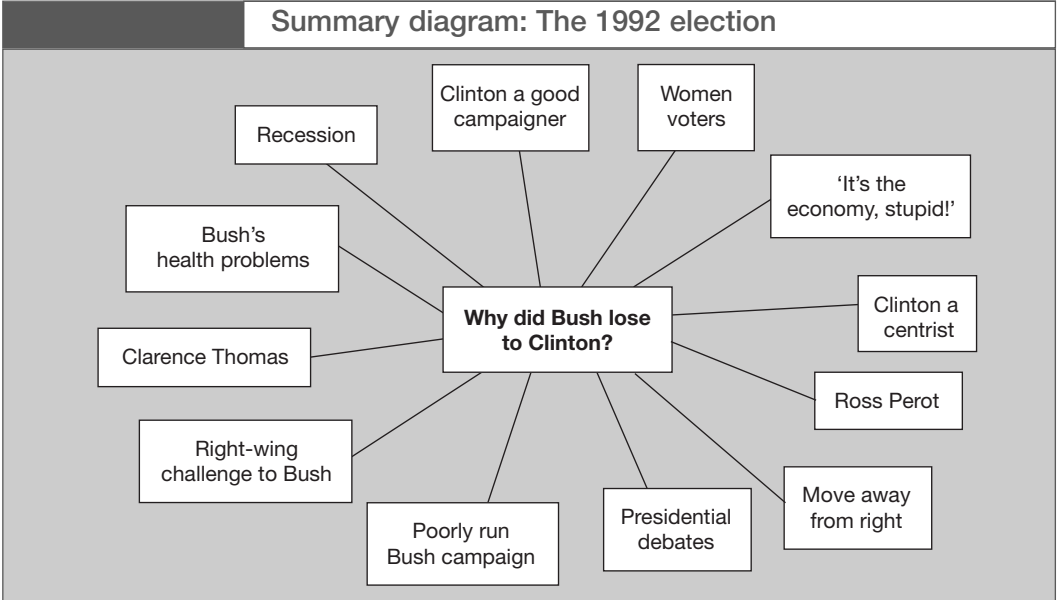 Summary diagram: The 1992 election
Clinton a good
campaigner
Women
voters
Recession
‘It’s the
economy, stupid!’
Bush’s
health problems
Clinton a
centrist
Why did Bush lose
to Clinton?
Clarence Thomas
Ross Perot
Right-wing
challenge to Bush
Move away
from right
Presidential
debates
Poorly run
Bush campaign